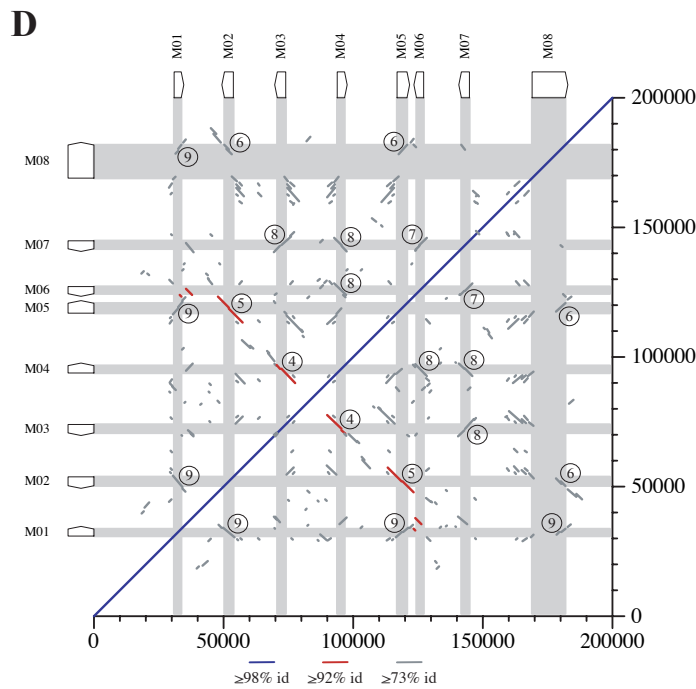 D
M01 M02 M03 M04 M05 M06 M07 M08
200000
6 6
9
M08
150000
8 8 7
M07
8
M06 7
5
M05 9 6
100000
4 8 8
M04
4
M03 8
50000
9 5 6
M02
9 9 9
M01
0
0 50000 100000 150000 200000
≥98% id ≥92% id ≥73% id